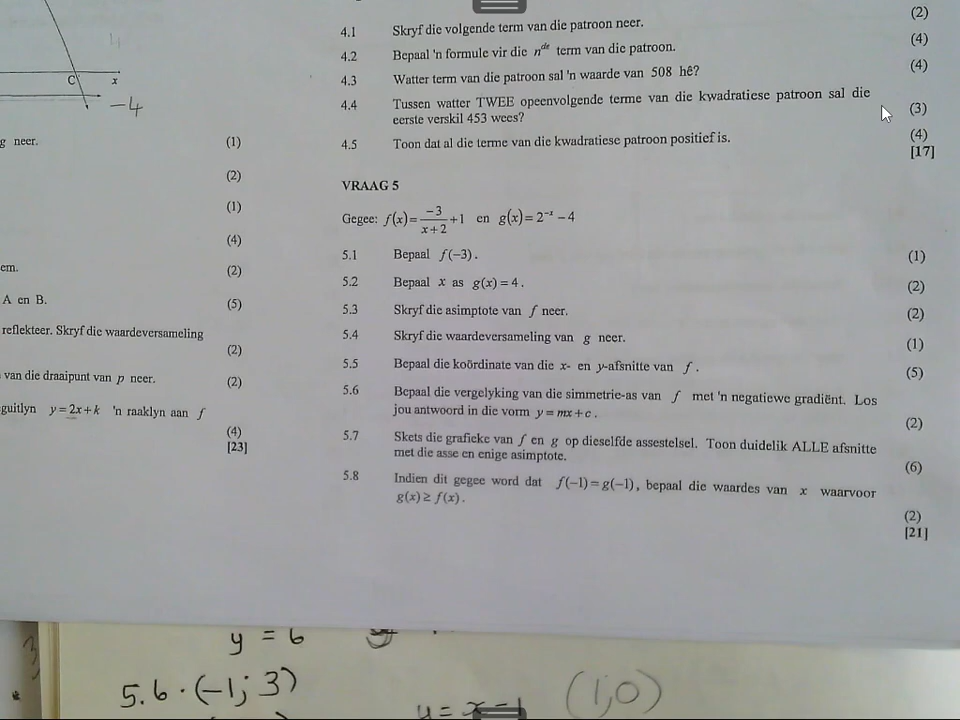 C
x
-4
g neer.
(1)
(2)
(1)
(4)
em.
(2)
A en B.
(5)
reflekteer. Skryf die waardeversameling
(2)
van die draaipunt van p neer.
(2)
guitlyn y = 2x + k 'n raaklyn aan f
(4)
[23]
(2)
4.1 Skryf die volgende term van die patroon neer.
(4)
4.2 Bepaal 'n formule vir die n^de term van die patroon.
(4)
4.3 Watter term van die patroon sal 'n waarde van 508 hê?
4.4 Tussen watter TWEE opeenvolgende terme van die kwadratiese patroon sal die
eerste verskil 453 wees?
(3)
4.5 Toon dat al die terme van die kwadratiese patroon positief is.
(4)
[17]
VRAAG 5
Gegee: f(x) = -3/(x+2) + 1 en g(x) = 2^-x - 4
5.1 Bepaal f(-3).
(1)
5.2 Bepaal x as g(x) = 4.
(2)
5.3 Skryf die asimptote van f neer.
(2)
5.4 Skryf die waardeversameling van g neer.
(1)
5.5 Bepaal die koördinate van die x- en y-afsnitte van f.
(5)
5.6 Bepaal die vergelyking van die simmetrie-as van f met 'n negatiewe gradiënt. Los
jou antwoord in die vorm y = mx + c.
(2)
5.7 Skets die grafieke van f en g op dieselfde assestelsel. Toon duidelik ALLE afsnitte
met die asse en enige asimptote.
(6)
5.8 Indien dit gegee word dat f(-1) = g(-1), bepaal die waardes van x waarvoor
g(x) ≥ f(x).
(2)
[21]
y = 6
5.6 · (-1; 3)
y = x - 1 (1,0)